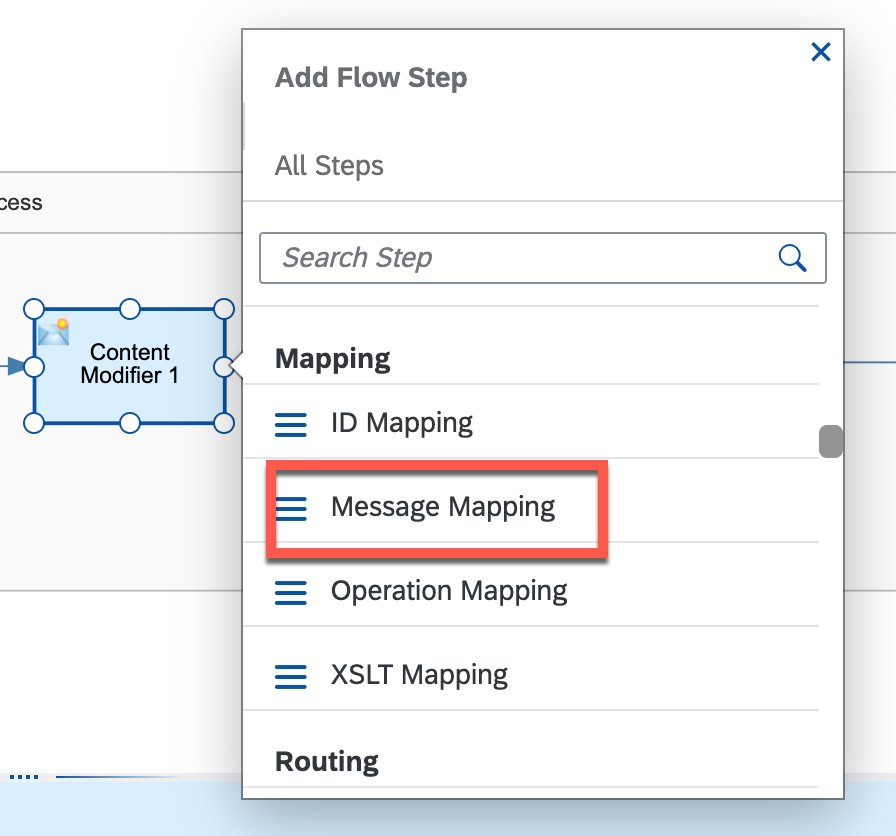 Add Flow Step
All Steps
cess
Search Step
Content
Modifier 1
Mapping
ID Mapping
Message Mapping
Operation Mapping
XSLT Mapping
Routing